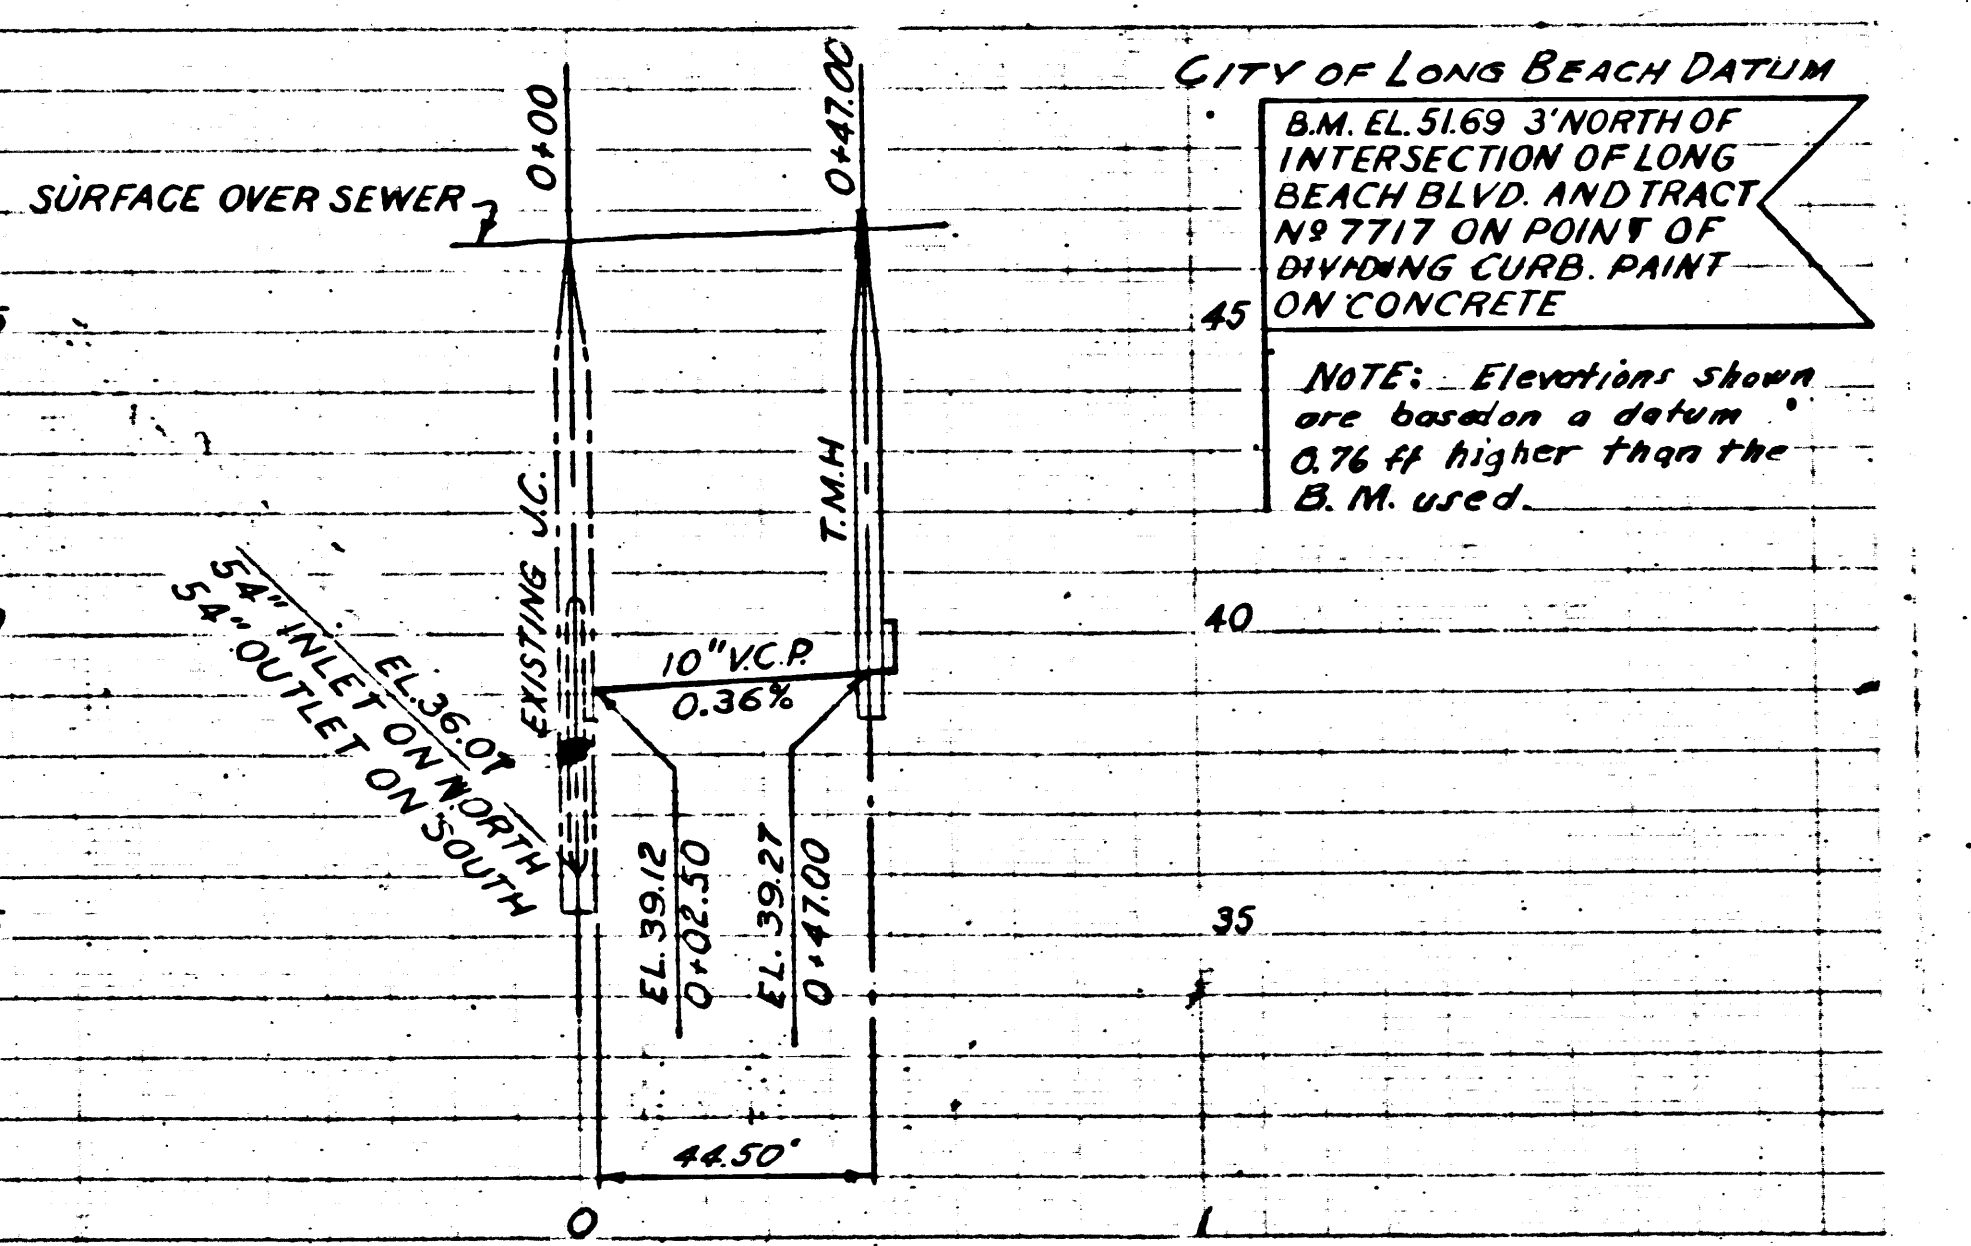 CITY OF LONG BEACH DATUM
B.M. EL. 51.69 3' NORTH OF
INTERSECTION OF LONG
BEACH BLVD. AND TRACT
Nº 7717 ON POINT OF
DIVIDING CURB. PAINT
ON CONCRETE
NOTE: Elevations shown
are based on a datum
0.76 ft higher than the
B.M. used.
0+00
0+47.00
SURFACE OVER SEWER
45
EXISTING J.C.
T.M.H
40
10" V.C.P.
0.36%
EL. 36.07
54" INLET ON NORTH
54" OUTLET ON SOUTH
EL. 39.12
0+02.50
EL. 39.27
0+47.00
35
44.50'
0
1